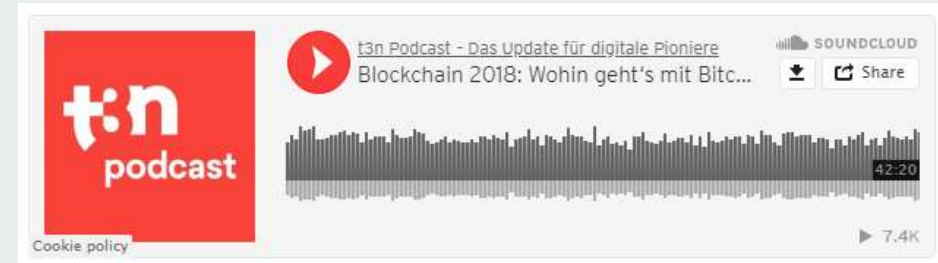 t3n
podcast
t3n Podcast - Das Update für digitale Pioniere
Blockchain 2018: Wohin geht's mit Bitc...
SOUNDCLOUD
Share
42:20
Cookie policy
7.4K